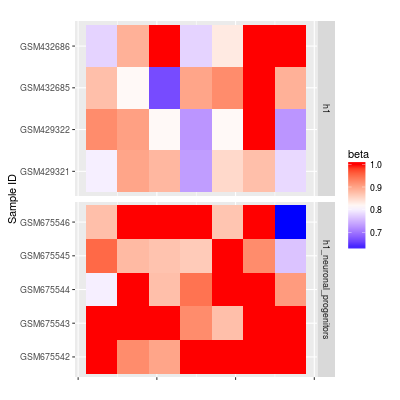 GSM432686
GSM432685
GSM429322
GSM429321
GSM675546
GSM675545
GSM675544
GSM675543
GSM675542
Sample ID
h1
h1_neuronal_progenitors
beta
1.0
0.9
0.8
0.7